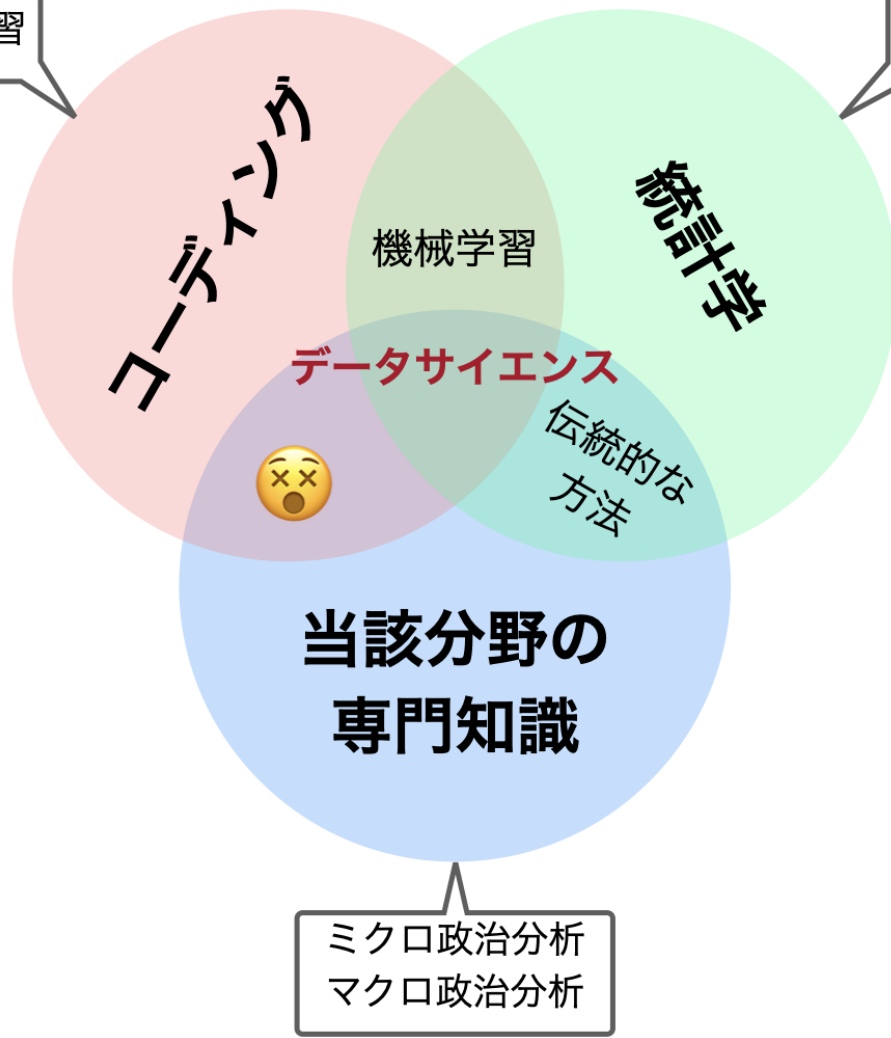 習
コーディング
統計学
機械学習
データサイエンス
伝統的な
方法
当該分野の
専門知識
ミクロ政治分析
マクロ政治分析